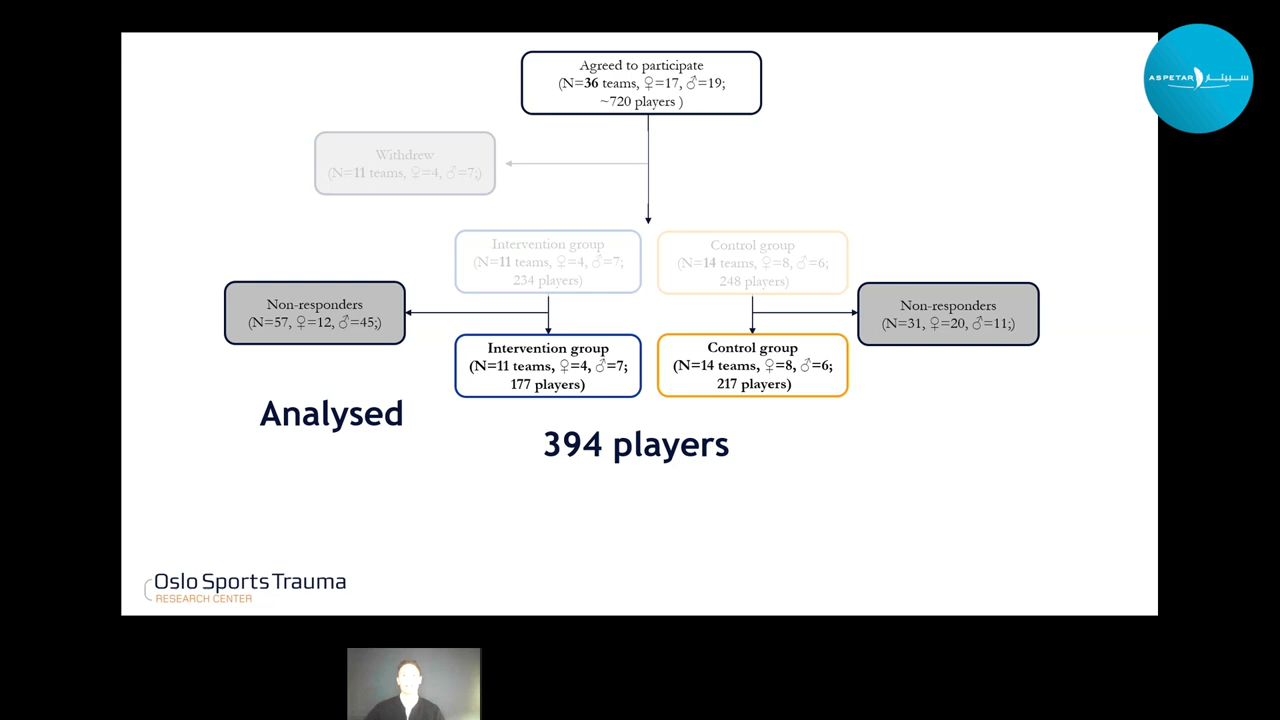 Agreed to participate
(N=36 teams, ♀=17, ♂=19;
~720 players )
ASPETAR سبيتار
Withdrew
(N=11 teams, ♀=4, ♂=7;)
Intervention group
(N=11 teams, ♀=4, ♂=7;
234 players)
Control group
(N=14 teams, ♀=8, ♂=6;
248 players)
Non-responders
(N=57, ♀=12, ♂=45;)
Non-responders
(N=31, ♀=20, ♂=11;)
Intervention group
(N=11 teams, ♀=4, ♂=7;
177 players)
Control group
(N=14 teams, ♀=8, ♂=6;
217 players)
Analysed
394 players
Oslo Sports Trauma
RESEARCH CENTER